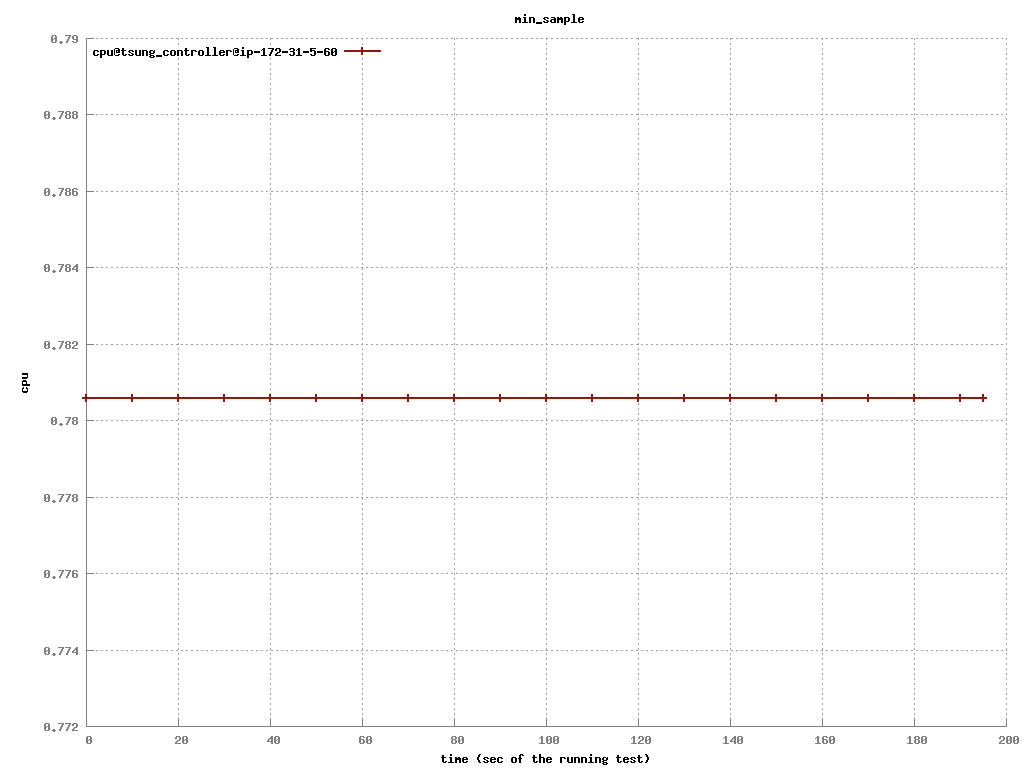 min_sample
0.79
cpu@tsung_controller@ip-172-31-5-60
0.788
0.786
0.784
0.782
cpu
0.78
0.778
0.776
0.774
0.772
0 20 40 60 80 100 120 140 160 180 200
time (sec of the running test)